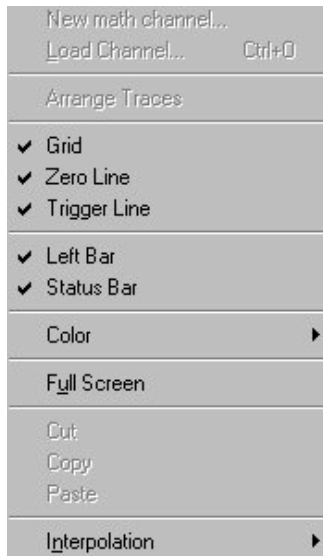 New math channel...
Load Channel... Ctrl+O
Arrange Traces
Grid
Zero Line
Trigger Line
Left Bar
Status Bar
Color
Full Screen
Cut
Copy
Paste
Interpolation